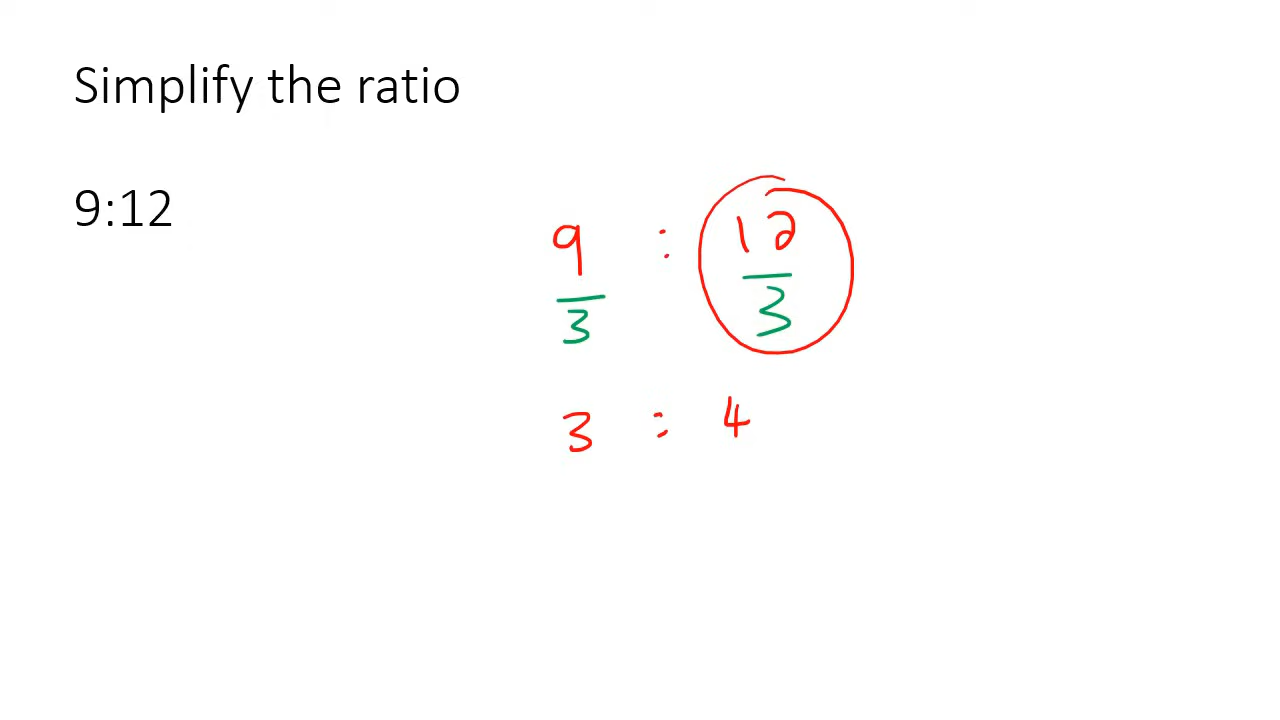 Simplify the ratio
9:12
9 : 12
3 3
3 : 4